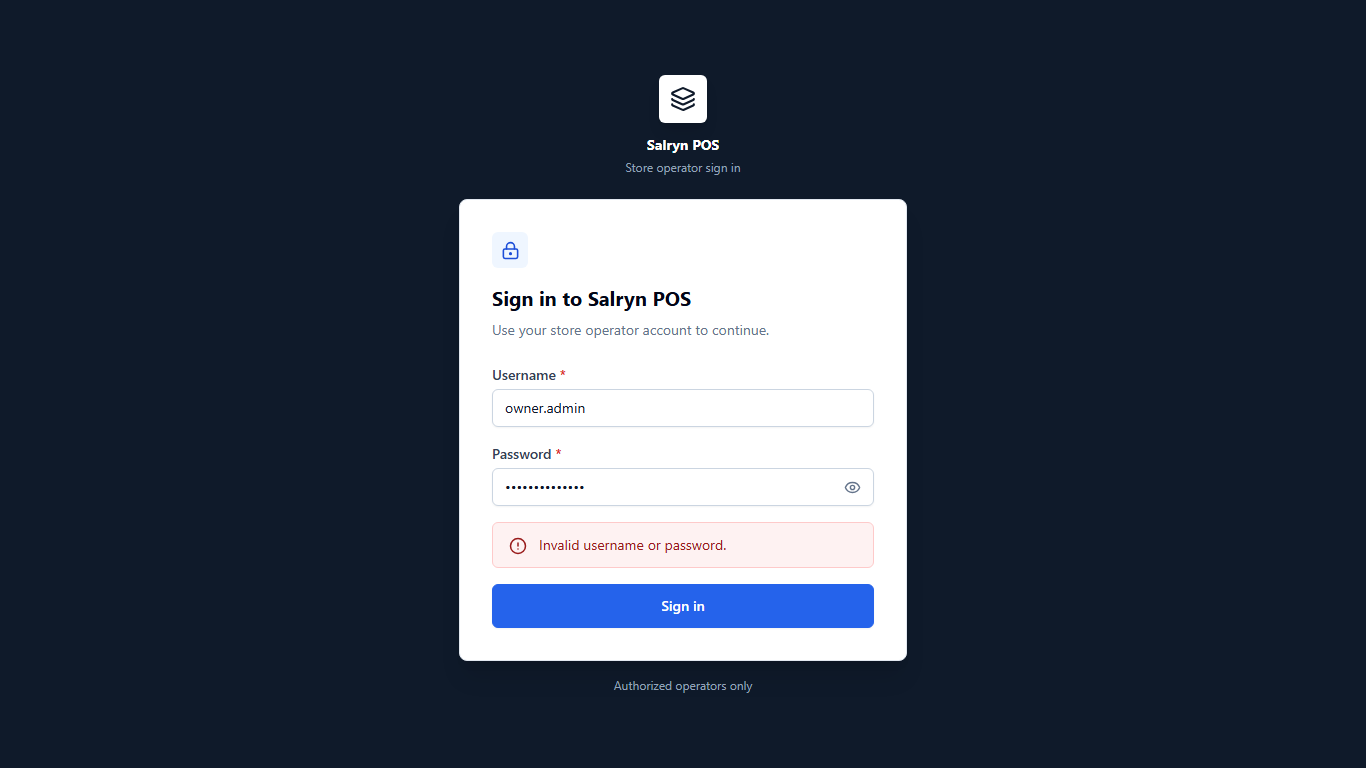 Salryn POS
Store operator sign in
Sign in to Salryn POS
Use your store operator account to continue.
Username *
owner.admin
Password *
••••••••••••••
Invalid username or password.
Sign in
Authorized operators only